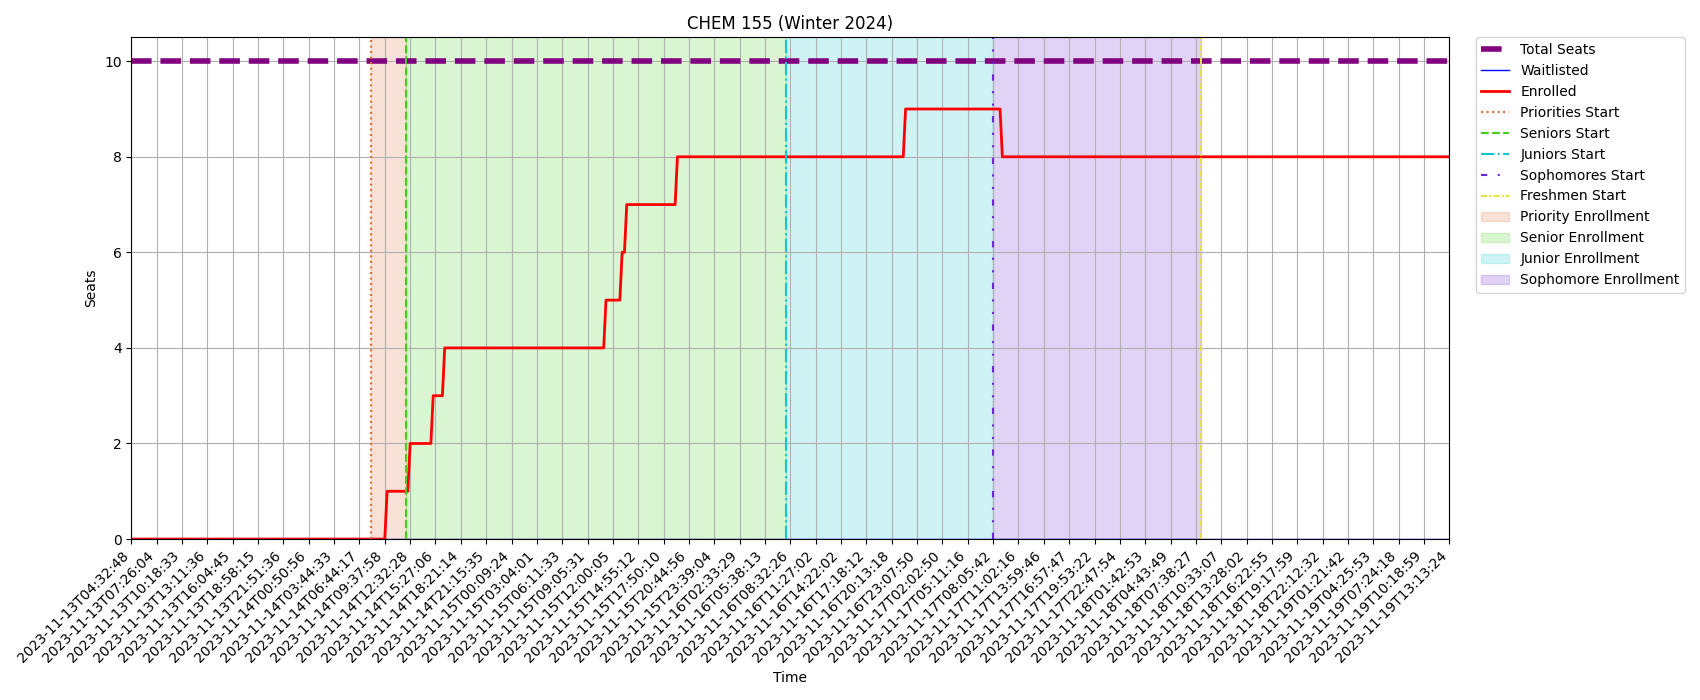 CHEM 155 (Winter 2024)
10
8
6
4
2
0
Seats
2023-11-13T04:32:48
2023-11-13T07:26:04
2023-11-13T10:18:33
2023-11-13T13:11:36
2023-11-13T16:04:45
2023-11-13T18:58:15
2023-11-13T21:51:36
2023-11-14T00:50:56
2023-11-14T03:44:33
2023-11-14T06:44:17
2023-11-14T09:37:58
2023-11-14T12:32:28
2023-11-14T15:27:06
2023-11-14T18:21:14
2023-11-14T21:15:35
2023-11-15T00:09:24
2023-11-15T03:04:01
2023-11-15T06:11:33
2023-11-15T09:05:31
2023-11-15T12:00:05
2023-11-15T14:55:12
2023-11-15T17:50:10
2023-11-15T20:44:56
2023-11-15T23:39:04
2023-11-16T02:33:29
2023-11-16T05:38:13
2023-11-16T08:32:26
2023-11-16T11:27:02
2023-11-16T14:22:02
2023-11-16T17:18:12
2023-11-16T20:13:18
2023-11-16T23:07:50
2023-11-17T02:02:50
2023-11-17T05:11:16
2023-11-17T08:05:42
2023-11-17T11:02:16
2023-11-17T13:59:46
2023-11-17T16:57:47
2023-11-17T19:53:22
2023-11-17T22:47:54
2023-11-18T01:42:53
2023-11-18T04:43:49
2023-11-18T07:38:27
2023-11-18T10:33:07
2023-11-18T13:28:02
2023-11-18T16:22:55
2023-11-18T19:17:59
2023-11-18T22:12:32
2023-11-19T01:21:42
2023-11-19T04:25:53
2023-11-19T07:24:18
2023-11-19T10:18:59
2023-11-19T13:13:24
Time
Total Seats
Waitlisted
Enrolled
Priorities Start
Seniors Start
Juniors Start
Sophomores Start
Freshmen Start
Priority Enrollment
Senior Enrollment
Junior Enrollment
Sophomore Enrollment